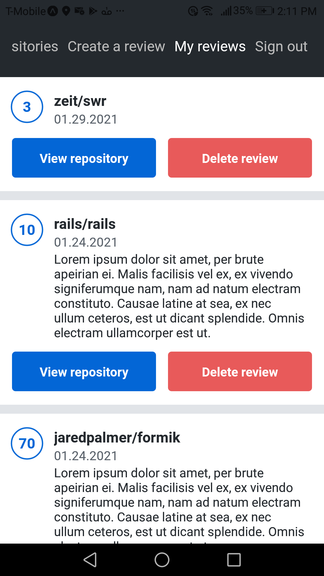 T-Mobile 35% 2:11 PM
sitories Create a review My reviews Sign out
3 zeit/swr
01.29.2021
View repository Delete review
10 rails/rails
01.24.2021
Lorem ipsum dolor sit amet, per brute
apeirian ei. Malis facilisis vel ex, ex vivendo
signiferumque nam, nam ad natum electram
constituto. Causae latine at sea, ex nec
ullum ceteros, est ut dicant splendide. Omnis
electram ullamcorper est ut.
View repository Delete review
70 jaredpalmer/formik
01.24.2021
Lorem ipsum dolor sit amet, per brute
apeirian ei. Malis facilisis vel ex, ex vivendo
signiferumque nam, nam ad natum electram
constituto. Causae latine at sea, ex nec
ullum ceteros, est ut dicant splendide. Omnis